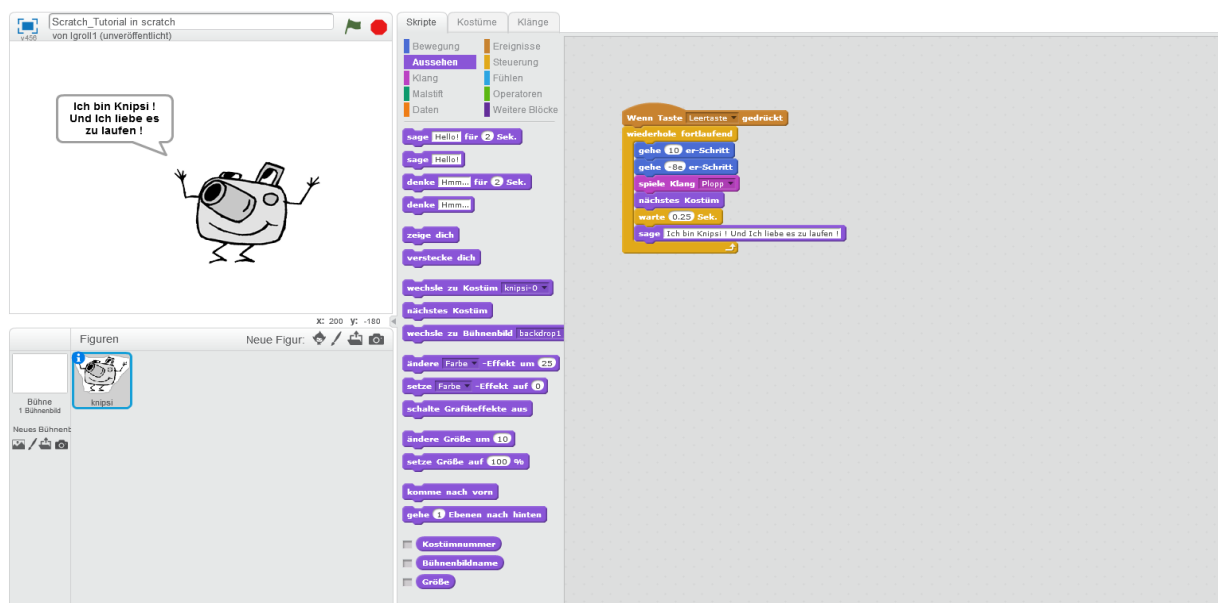 Scratch_Tutorial in scratch
von lgroll1 (unveröffentlicht)
v456
Ich bin Knipsi !
Und Ich liebe es
zu laufen !
x: 200 y: -180
Figuren
Neue Figur:
Bühne
1 Bühnenbild
knipsi
Neues Bühnent
Skripte
Kostüme
Klänge
Bewegung
Ereignisse
Aussehen
Steuerung
Klang
Fühlen
Malstift
Operatoren
Daten
Weitere Blöcke
sage Hello! für 2 Sek.
sage Hello!
denke Hmm... für 2 Sek.
denke Hmm...
zeige dich
verstecke dich
wechsle zu Kostüm knipsi-0
nächstes Kostüm
wechsle zu Bühnenbild backdrop1
ändere Farbe -Effekt um 25
setze Farbe -Effekt auf 0
schalte Grafikeffekte aus
ändere Größe um 10
setze Größe auf 100 %
komme nach vorn
gehe 1 Ebenen nach hinten
Kostümnummer
Bühnenbildname
Größe
Wenn Taste Leertaste gedrückt
wiederhole fortlaufend
gehe 10 er-Schritt
gehe -8e er-Schritt
spiele Klang Plopp
nächstes Kostüm
warte 0.25 Sek.
sage Ich bin Knipsi ! Und Ich liebe es zu laufen !